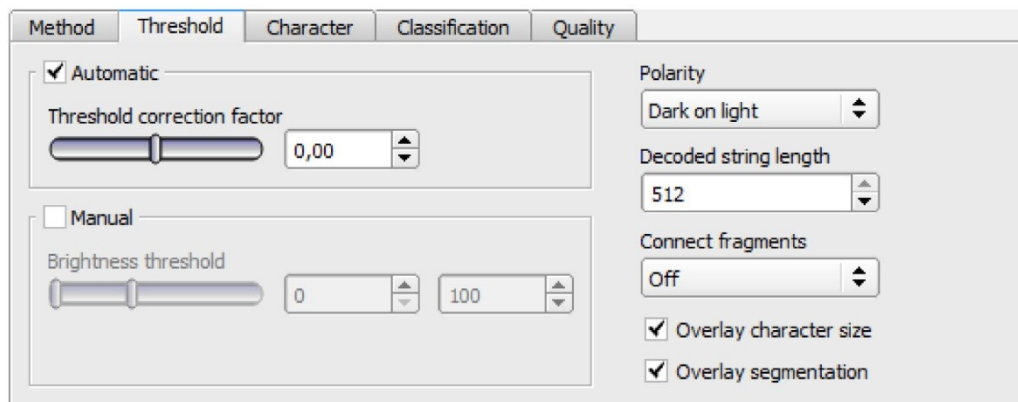 Method Threshold Character Classification Quality
Automatic
Threshold correction factor
0,00
Manual
Brightness threshold
0 100
Polarity
Dark on light
Decoded string length
512
Connect fragments
Off
Overlay character size
Overlay segmentation